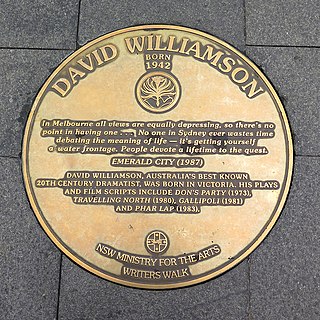 DAVID WILLIAMSON
BORN
1942
In Melbourne all views are equally depressing, so there's no
point in having one .... No one in Sydney ever wastes time
debating the meaning of life — it's getting yourself
a water frontage. People devote a lifetime to the quest.
EMERALD CITY (1987)
DAVID WILLIAMSON, AUSTRALIA'S BEST KNOWN
20TH CENTURY DRAMATIST, WAS BORN IN VICTORIA. HIS PLAYS
AND FILM SCRIPTS INCLUDE DON'S PARTY (1973),
TRAVELLING NORTH (1980), GALLIPOLI (1981)
AND PHAR LAP (1983).
NSW MINISTRY FOR THE ARTS
WRITERS WALK